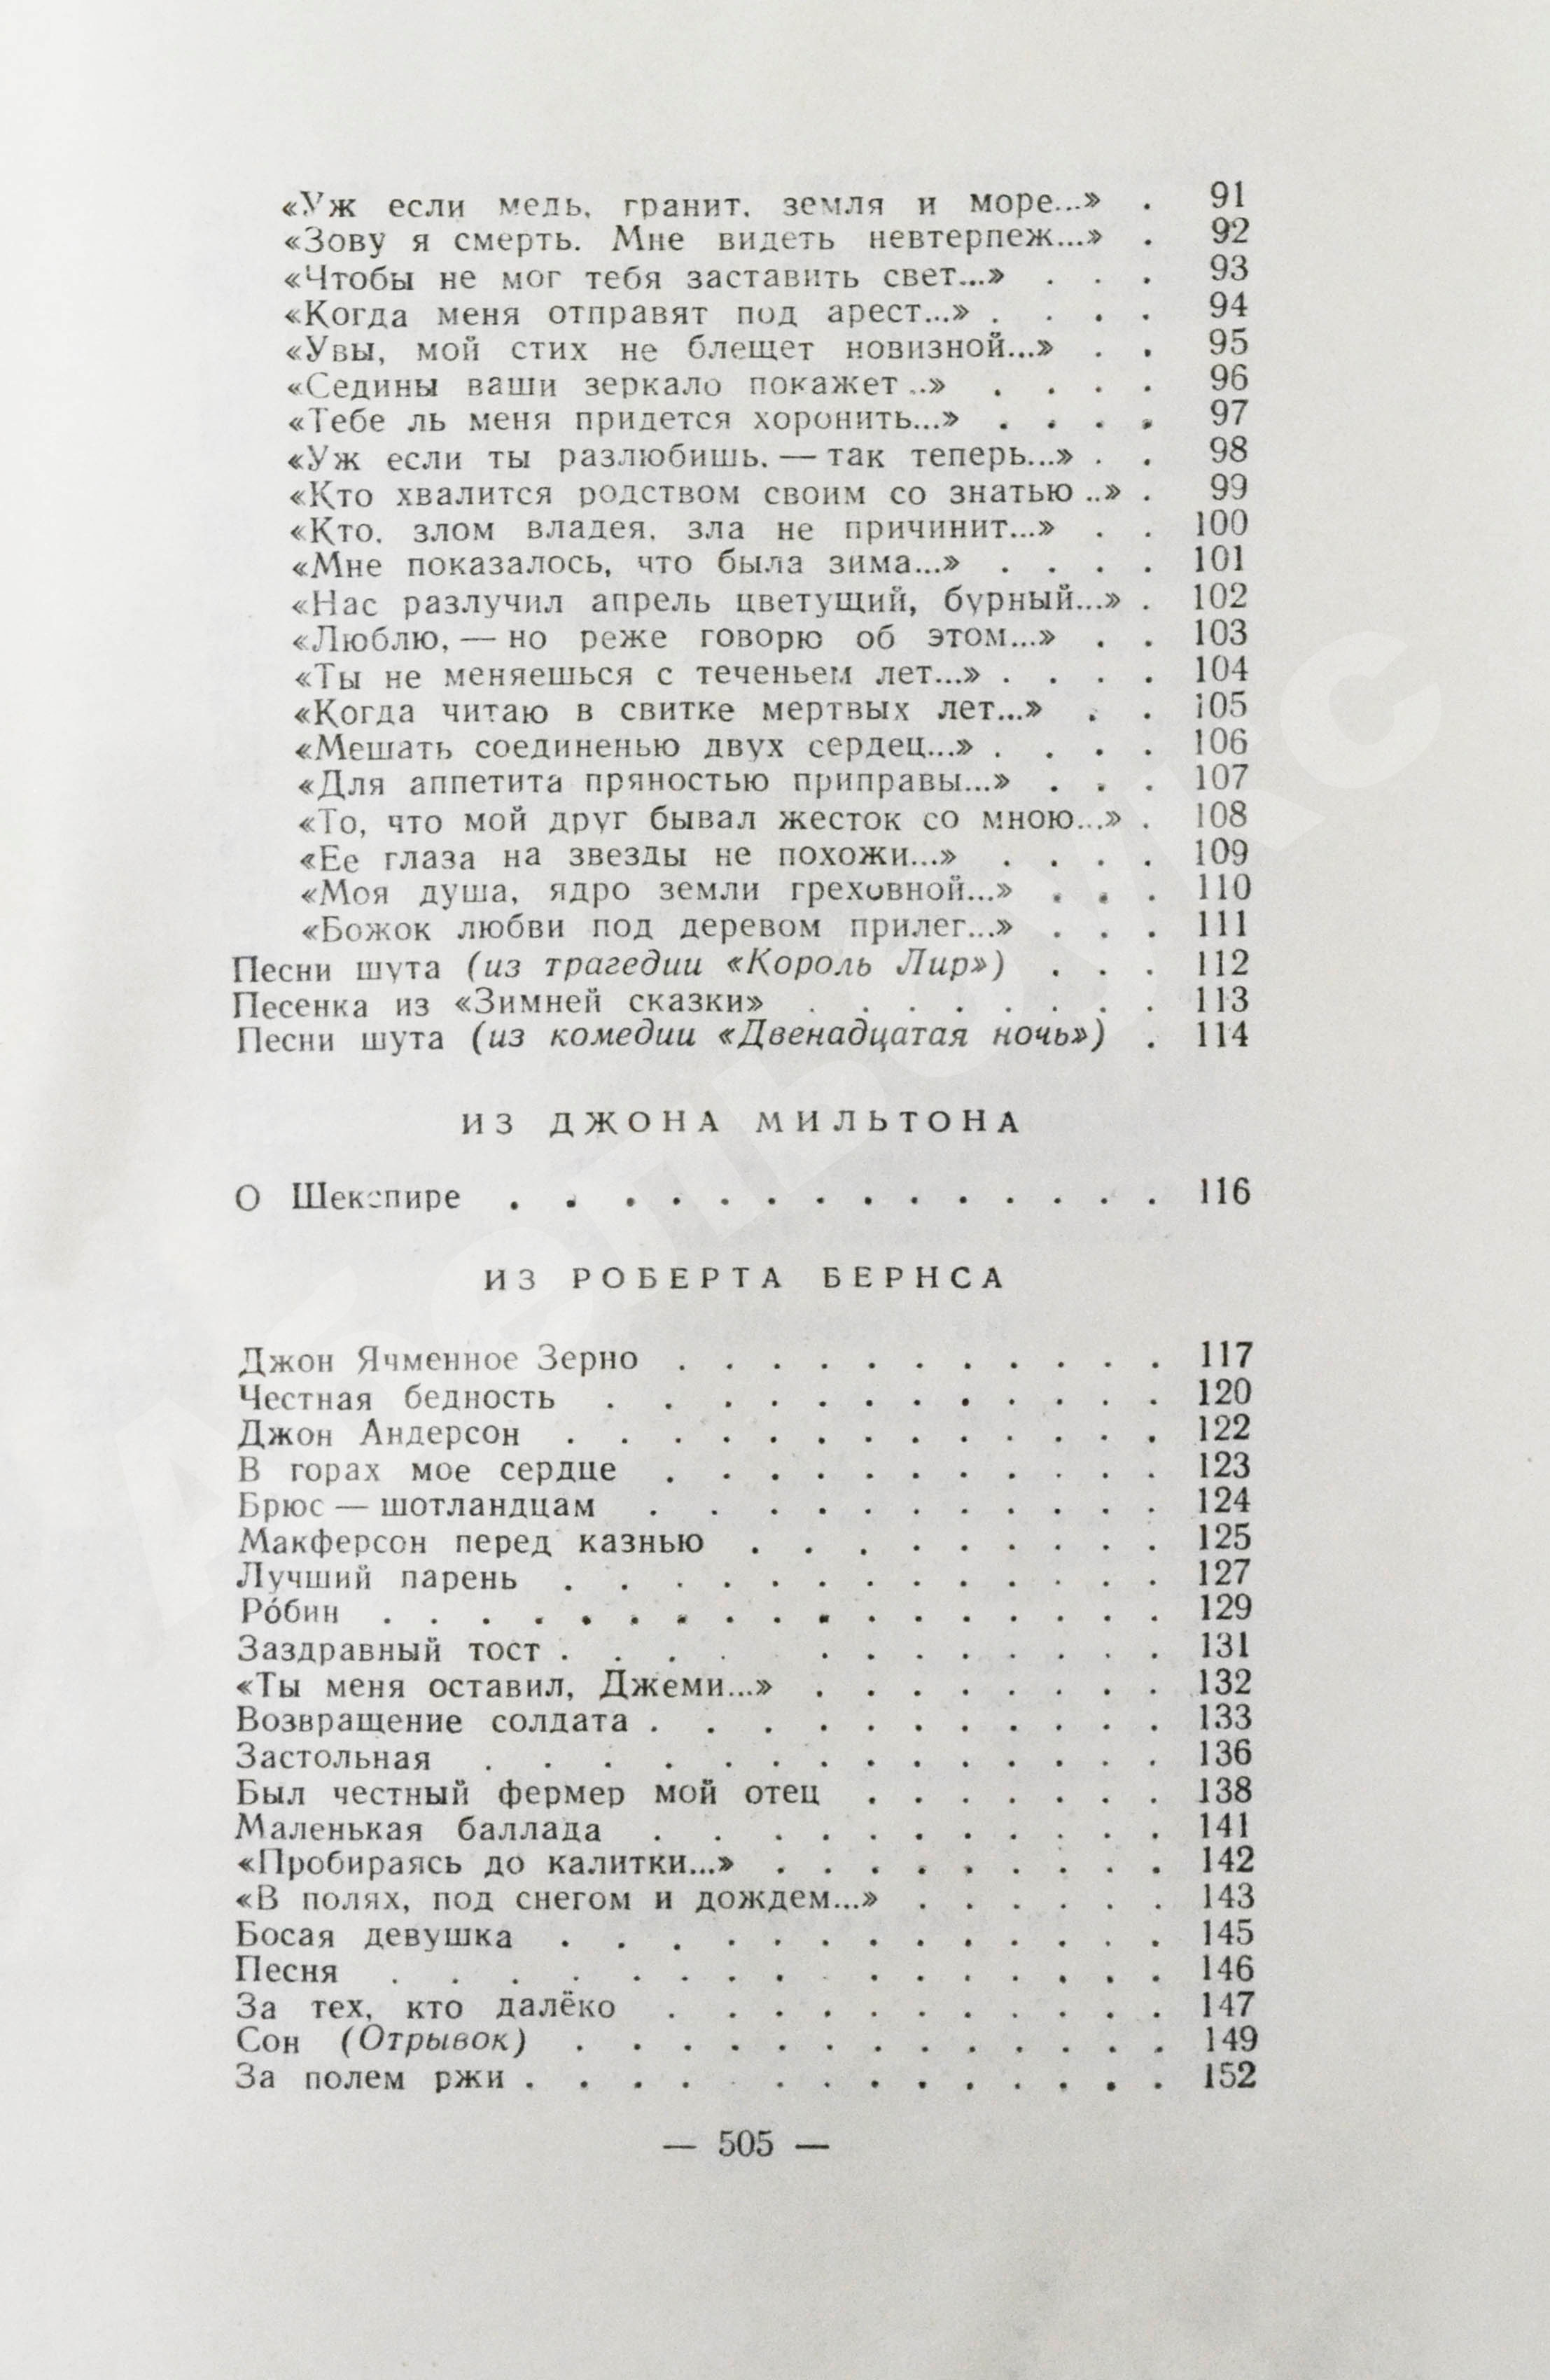 «Уж если медь, гранит, земля и море...» . 91
«Зову я смерть. Мне видеть невтерпеж...» . 92
«Чтобы не мог тебя заставить свет...» . . . 93
«Когда меня отправят под арест...» . . . . 94
«Увы, мой стих не блещет новизной...» . . 95
«Седины ваши зеркало покажет...» . . . . 96
«Тебе ль меня придется хоронить...» . . . . 97
«Уж если ты разлюбишь, — так теперь...» . . 98
«Кто хвалится родством своим со знатью...» . 99
«Кто, злом владея, зла не причинит...» . . 100
«Мне показалось, что была зима...» . . . . 101
«Нас разлучил апрель цветущий, бурный...» . 102
«Люблю, — но реже говорю об этом...» . . 103
«Ты не меняешься с теченьем лет...» . . . . 104
«Когда читаю в свитке мертвых лет...» . . 105
«Мешать соединенью двух сердец...» . . . . 106
«Для аппетита пряностью приправы...» . . . 107
«То, что мой друг бывал жесток со мною...» . 108
«Ее глаза на звезды не похожи...» . . . . 109
«Моя душа, ядро земли греховной...» . . . 110
«Божок любви под деревом прилег...» . . . 111
Песни шута (из трагедии «Король Лир») . . . 112
Песенка из «Зимней сказки» . . . . . . . . 113
Песни шута (из комедии «Двенадцатая ночь») . 114
ИЗ ДЖОНА МИЛЬТОНА
О Шекспире . . . . . . . . . . . . . . 116
ИЗ РОБЕРТА БЕРНСА
Джон Ячменное Зерно . . . . . . . . . . . 117
Честная бедность . . . . . . . . . . . . 120
Джон Андерсон . . . . . . . . . . . . . 122
В горах мое сердце . . . . . . . . . . . 123
Брюс — шотландцам . . . . . . . . . . . 124
Макферсон перед казнью . . . . . . . . . 125
Лучший парень . . . . . . . . . . . . . 127
Ро́бин . . . . . . . . . . . . . . . . 129
Заздравный тост . . . . . . . . . . . . 131
«Ты меня оставил, Джеми...» . . . . . . . . 132
Возвращение солдата . . . . . . . . . . . 133
Застольная . . . . . . . . . . . . . . 136
Был честный фермер мой отец . . . . . . . 138
Маленькая баллада . . . . . . . . . . . 141
«Пробираясь до калитки...» . . . . . . . . . 142
«В полях, под снегом и дождем...» . . . . . . 143
Босая девушка . . . . . . . . . . . . . 145
Песня . . . . . . . . . . . . . . . 146
За тех, кто далёко . . . . . . . . . . . 147
Сон (Отрывок) . . . . . . . . . . . . . 149
За полем ржи . . . . . . . . . . . . . 152
— 505 —